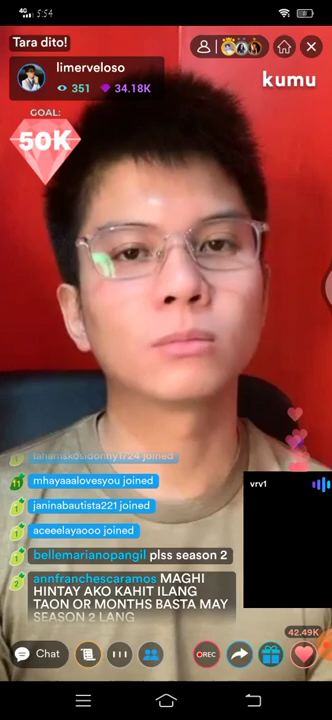 4G 5:54
Tara dito!
limerveloso
351 34.18K
kumu
GOAL:
50K
joined
mhayaaalovesyou joined
janinabautista221 joined
aceeelayaooo joined
bellemarianopangil plss season 2
annfranchescaramos MAGHI
HINTAY AKO KAHIT ILANG
TAON OR MONTHS BASTA MAY
SEASON 2 LANG
vrv1
42.49K
Chat
REC